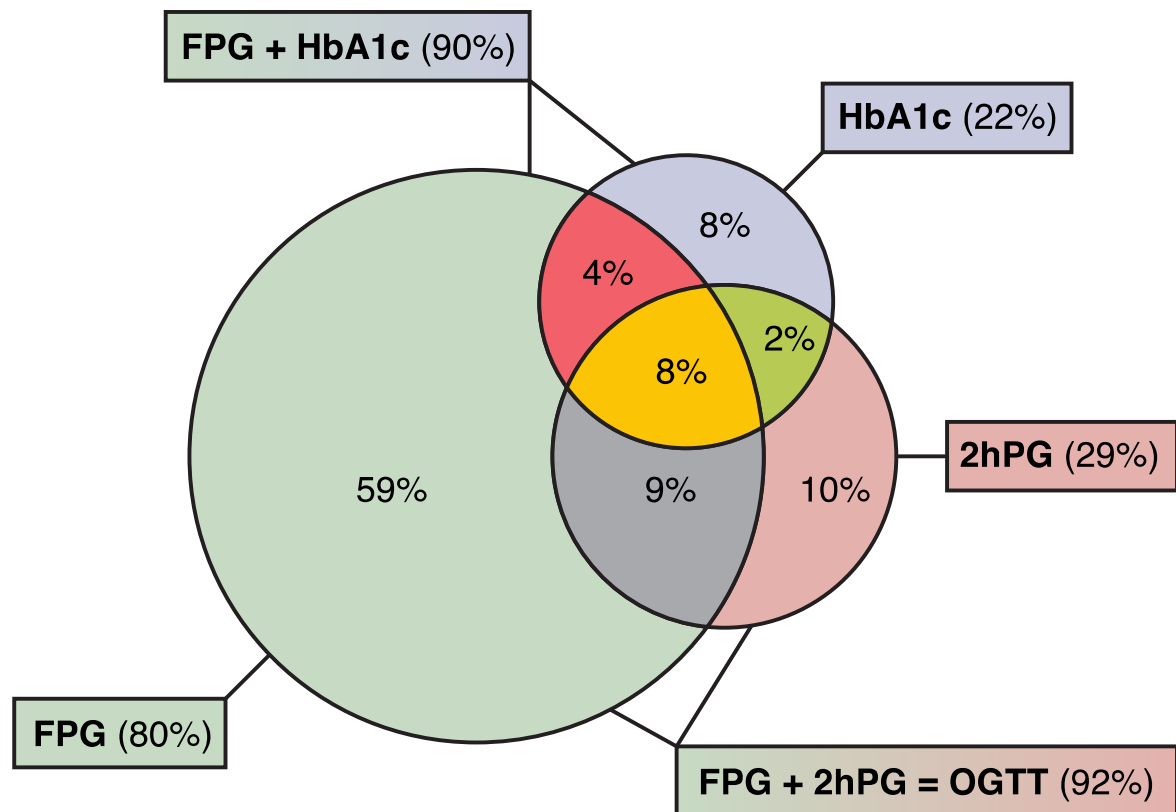 FPG + HbA1c (90%)
HbA1c (22%)
8%
4%
2%
8%
2hPG (29%)
59%
9%
10%
FPG (80%)
FPG + 2hPG = OGTT (92%)